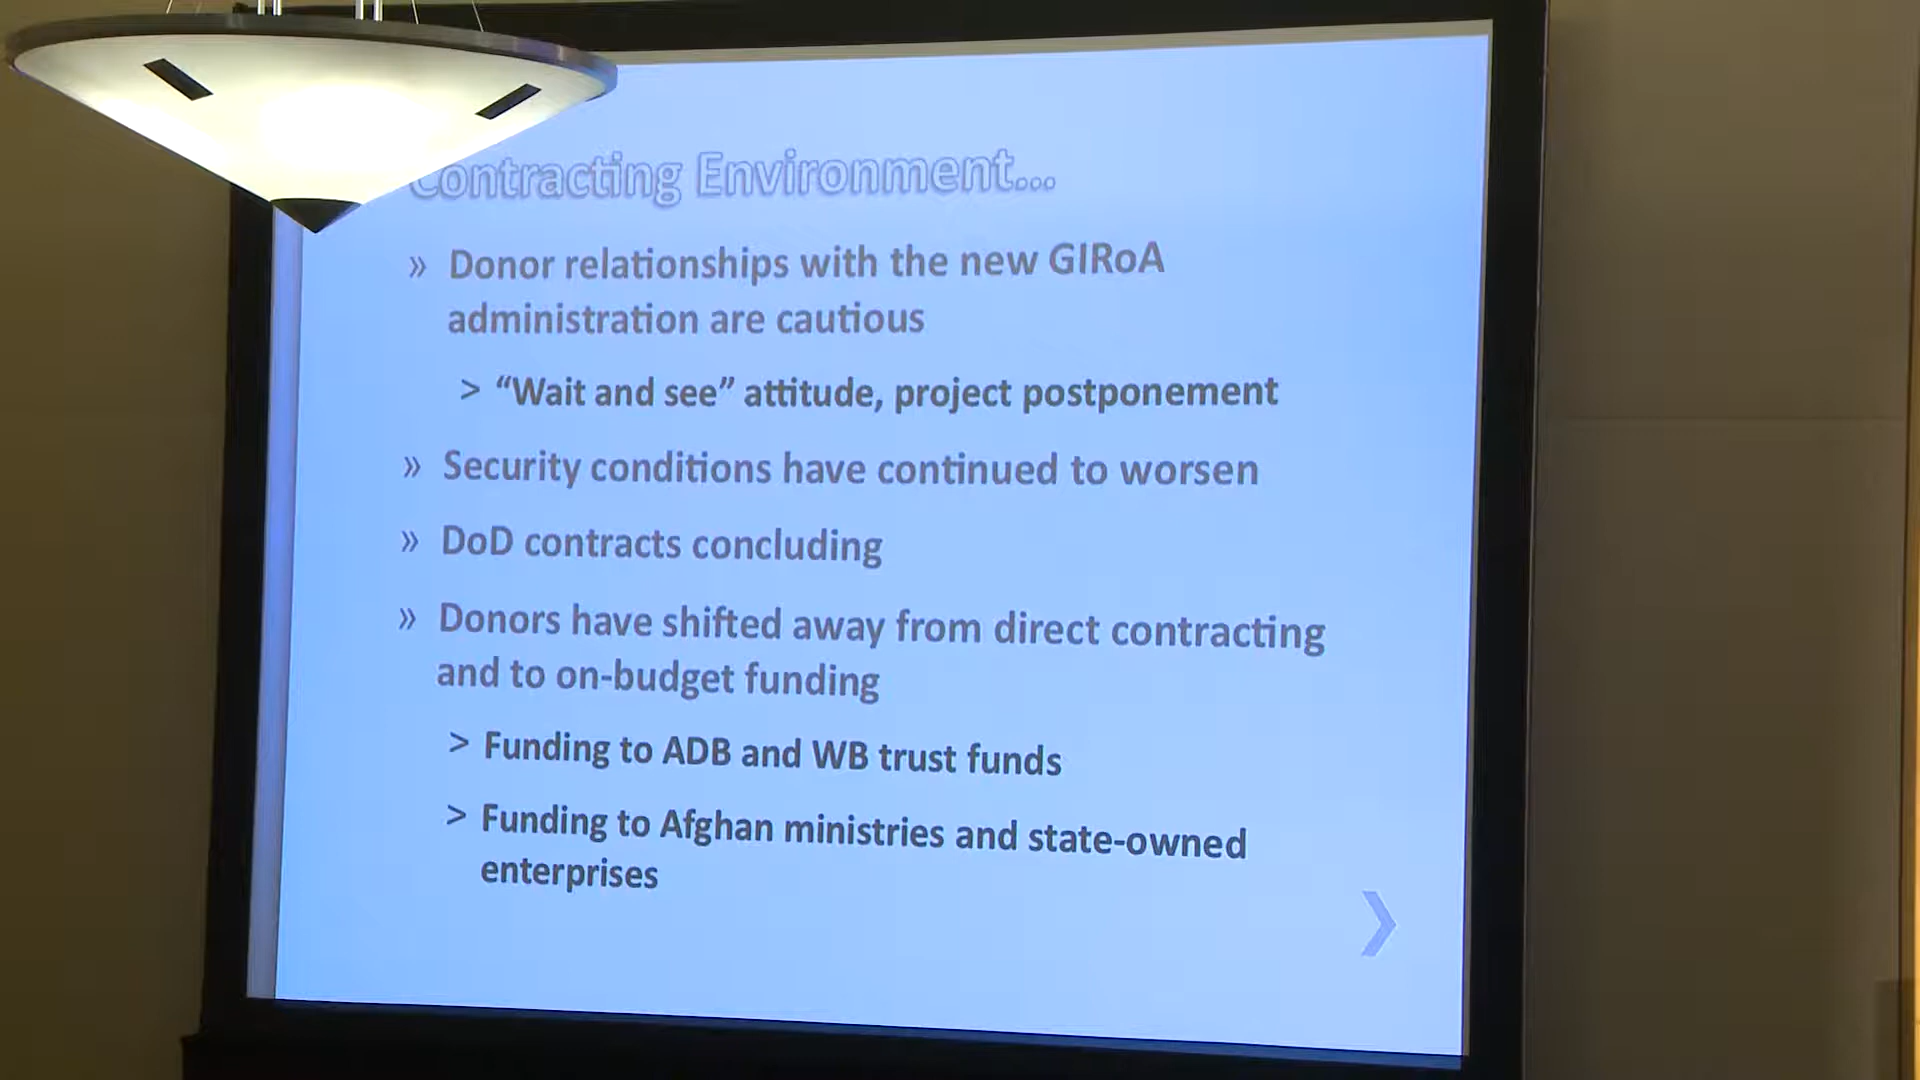 Contracting Environment...
» Donor relationships with the new GIRoA
administration are cautious
> “Wait and see” attitude, project postponement
» Security conditions have continued to worsen
» DoD contracts concluding
» Donors have shifted away from direct contracting
and to on-budget funding
> Funding to ADB and WB trust funds
> Funding to Afghan ministries and state-owned
enterprises